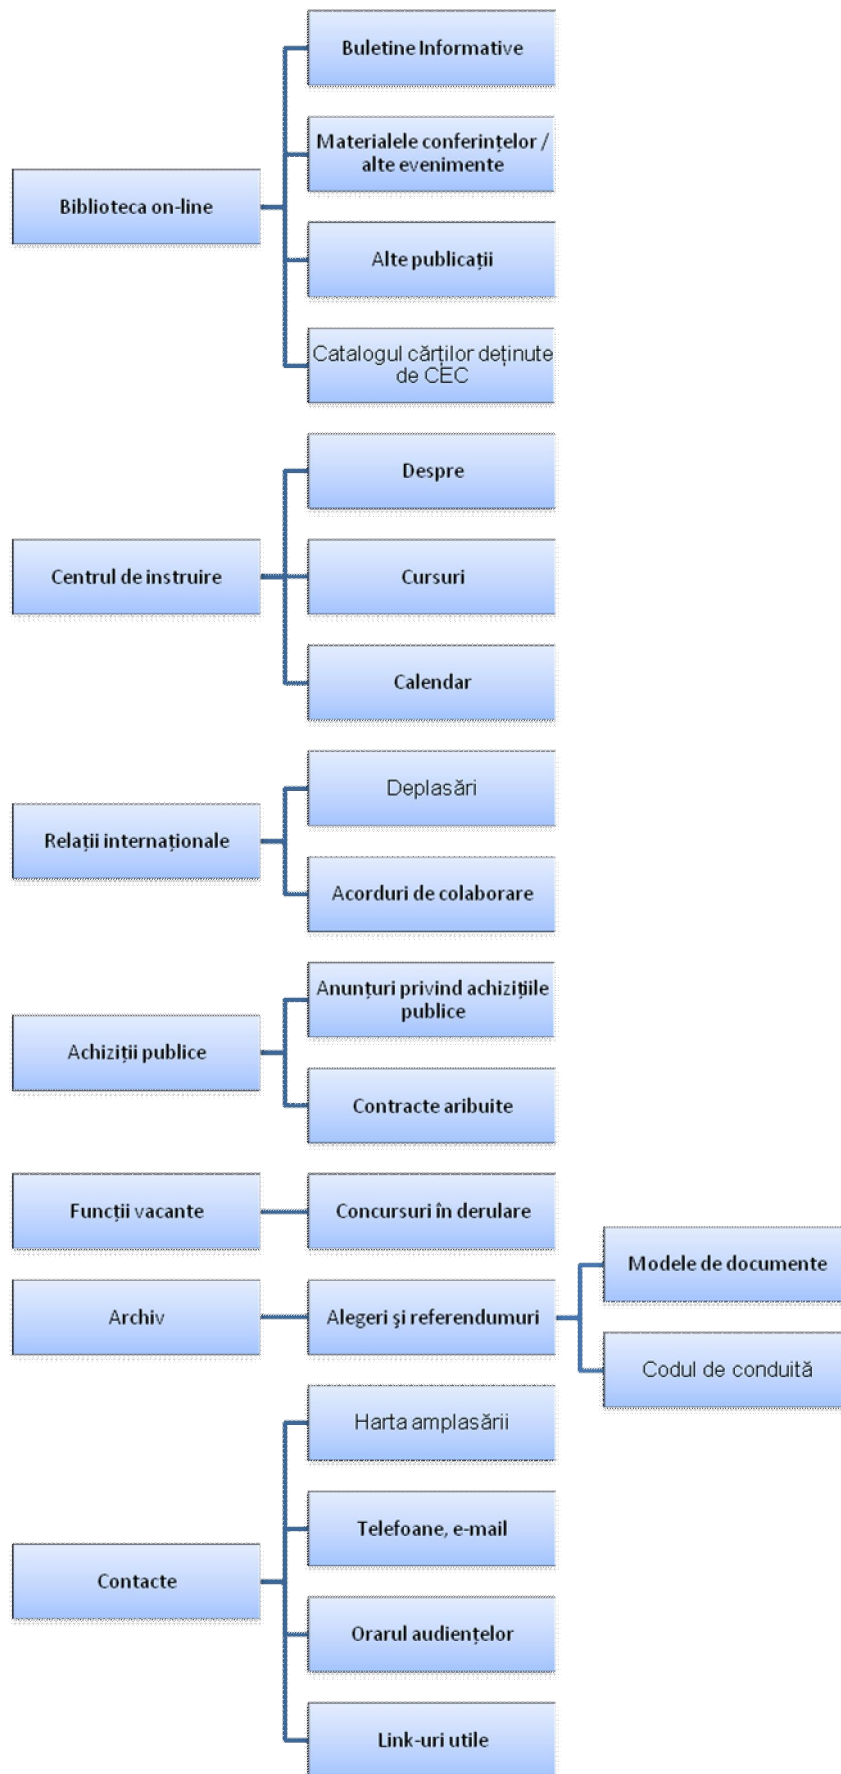 Biblioteca on-line
Buletine Informative
Materialele conferințelor /
alte evenimente
Alte publicații
Catalogul cărților deținute
de CEC
Centrul de instruire
Despre
Cursuri
Calendar
Relații internaționale
Deplasări
Acorduri de colaborare
Achiziții publice
Anunțuri privind achizițiile
publice
Contracte aribuite
Funcții vacante
Concursuri în derulare
Archiv
Alegeri și referendumuri
Modele de documente
Codul de conduită
Contacte
Harta amplasării
Telefoane, e-mail
Orarul audiențelor
Link-uri utile